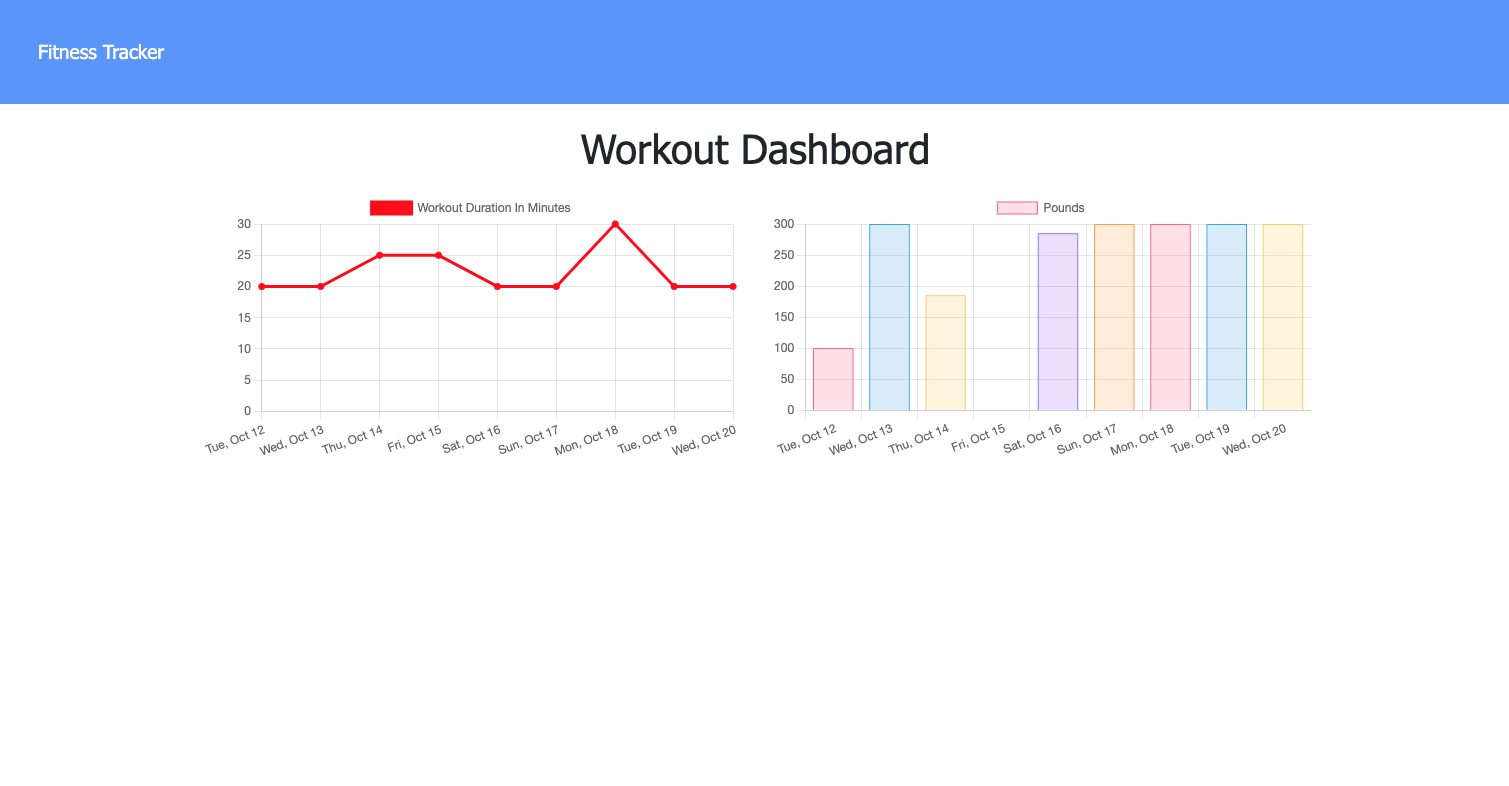 Fitness Tracker
Workout Dashboard
Workout Duration In Minutes
30
25
20
15
10
5
0
Tue, Oct 12
Wed, Oct 13
Thu, Oct 14
Fri, Oct 15
Sat, Oct 16
Sun, Oct 17
Mon, Oct 18
Tue, Oct 19
Wed, Oct 20
Pounds
300
250
200
150
100
50
0
Tue, Oct 12
Wed, Oct 13
Thu, Oct 14
Fri, Oct 15
Sat, Oct 16
Sun, Oct 17
Mon, Oct 18
Tue, Oct 19
Wed, Oct 20